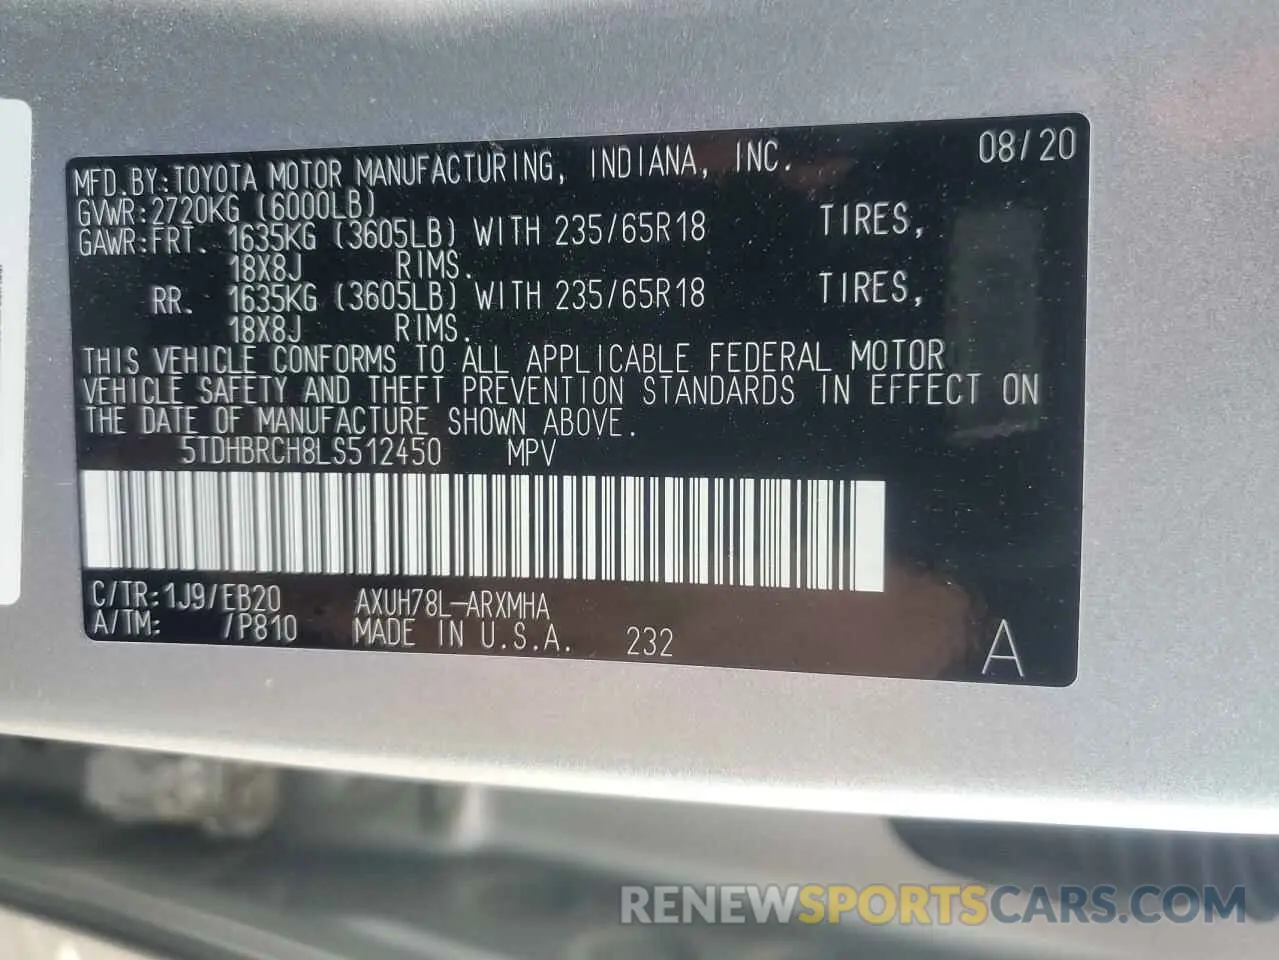 08/20
MFD.BY:TOYOTA MOTOR MANUFACTURING, INDIANA, INC.
GVWR:2720KG (6000LB)
GAWR:FRT. 1635KG (3605LB) WITH 235/65R18 TIRES,
18X8J RIMS.
RR. 1635KG (3605LB) WITH 235/65R18 TIRES,
18X8J RIMS.
THIS VEHICLE CONFORMS TO ALL APPLICABLE FEDERAL MOTOR
VEHICLE SAFETY AND THEFT PREVENTION STANDARDS IN EFFECT ON
THE DATE OF MANUFACTURE SHOWN ABOVE.
5TDHBRCH8LS512450 MPV
C/TR:1J9/EB20 AXUH78L-ARXMHA
A/TM: /P810 MADE IN U.S.A. 232
A
RENEWSPORTSCARS.COM